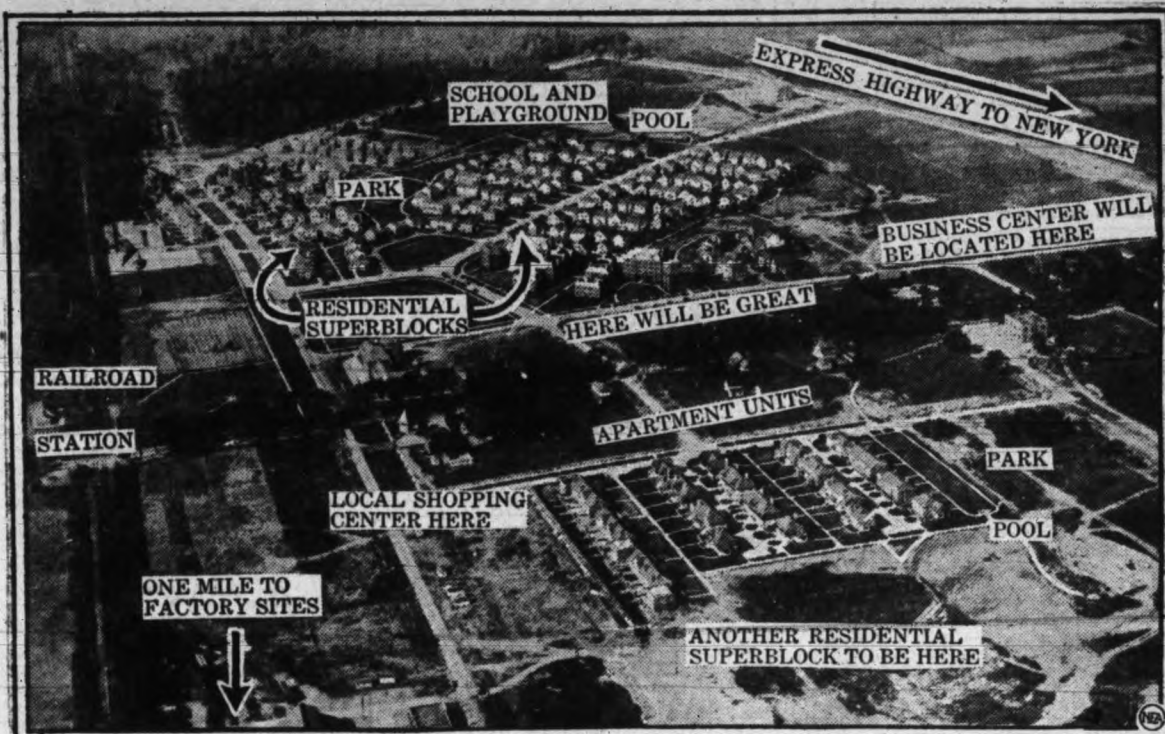 EXPRESS HIGHWAY TO NEW YORK
SCHOOL AND
PLAYGROUND
POOL
PARK
BUSINESS CENTER WILL
BE LOCATED HERE
RESIDENTIAL
SUPERBLOCKS
HERE WILL BE GREAT
APARTMENT UNITS
RAILROAD
STATION
LOCAL SHOPPING
CENTER HERE
PARK
POOL
ONE MILE TO
FACTORY SITES
ANOTHER RESIDENTIAL
SUPERBLOCK TO BE HERE
NEA